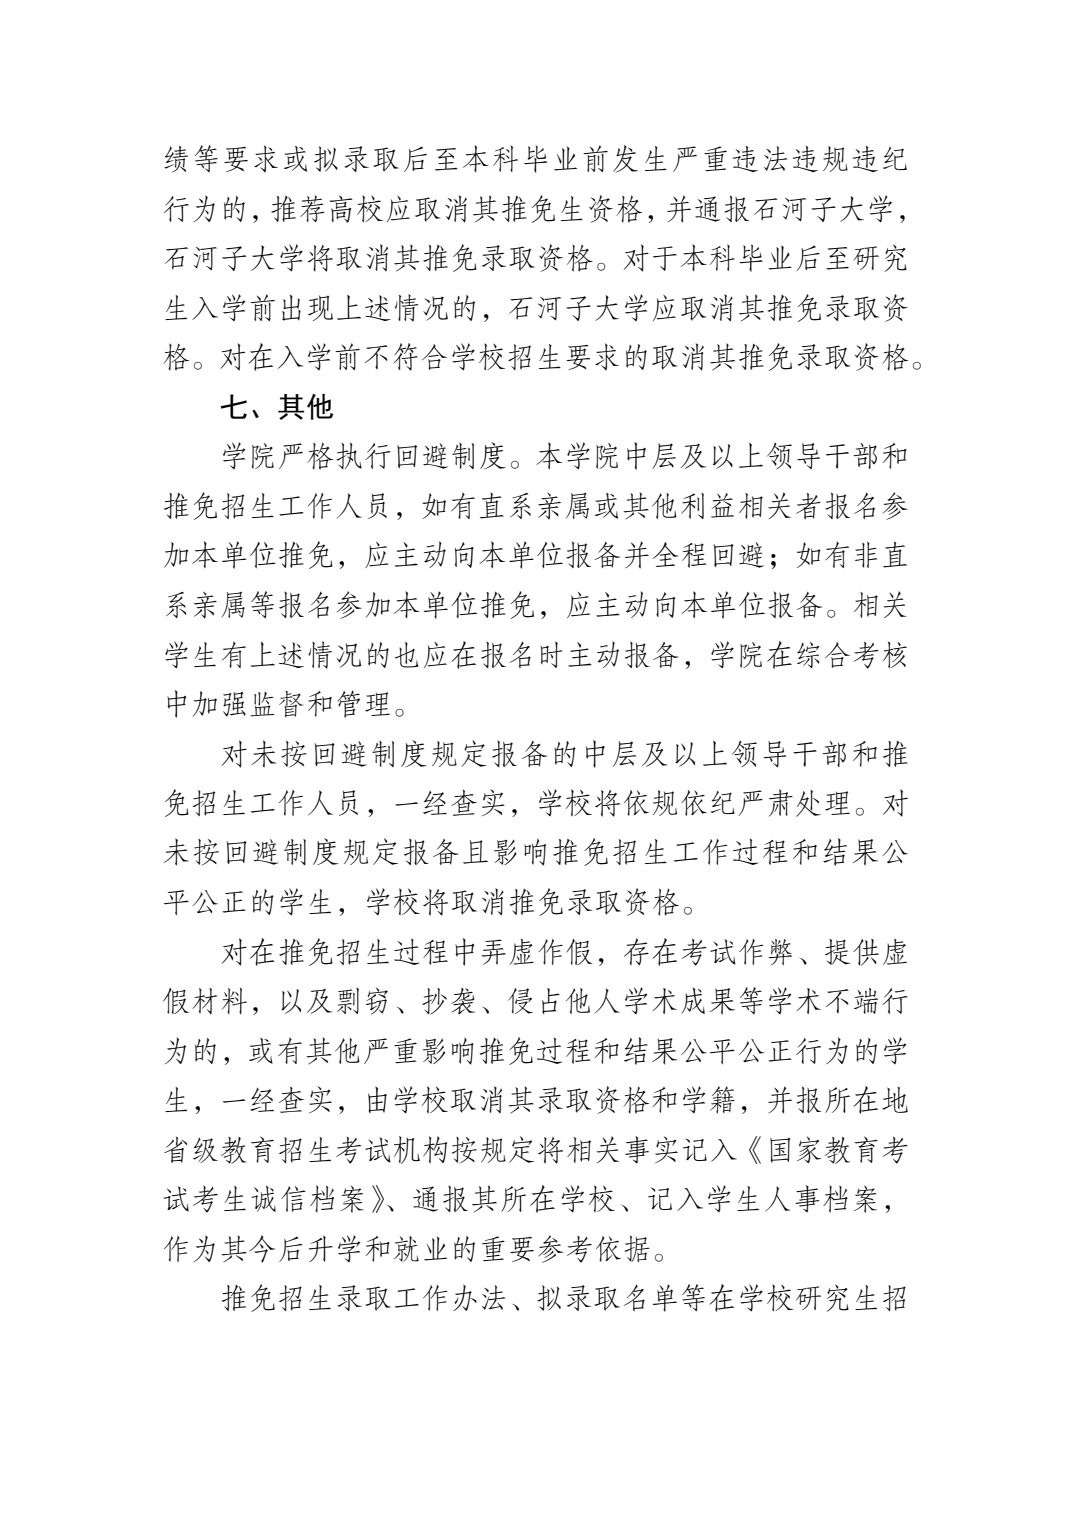 绩等要求或拟录取后至本科毕业前发生严重违法违规违纪
行为的，推荐高校应取消其推免生资格，并通报石河子大学，
石河子大学将取消其推免录取资格。对于本科毕业后至研究
生入学前出现上述情况的，石河子大学应取消其推免录取资
格。对在入学前不符合学校招生要求的取消其推免录取资格。
七、其他
学院严格执行回避制度。本学院中层及以上领导干部和
推免招生工作人员，如有直系亲属或其他利益相关者报名参
加本单位推免，应主动向本单位报备并全程回避；如有非直
系亲属等报名参加本单位推免，应主动向本单位报备。相关
学生有上述情况的也应在报名时主动报备，学院在综合考核
中加强监督和管理。
对未按回避制度规定报备的中层及以上领导干部和推
免招生工作人员，一经查实，学校将依规依纪严肃处理。对
未按回避制度规定报备且影响推免招生工作过程和结果公
平公正的学生，学校将取消推免录取资格。
对在推免招生过程中弄虚作假，存在考试作弊、提供虚
假材料，以及剽窃、抄袭、侵占他人学术成果等学术不端行
为的，或有其他严重影响推免过程和结果公平公正行为的学
生，一经查实，由学校取消其录取资格和学籍，并报所在地
省级教育招生考试机构按规定将相关事实记入《国家教育考
试考生诚信档案》、通报其所在学校、记入学生人事档案，
作为其今后升学和就业的重要参考依据。
推免招生录取工作办法、拟录取名单等在学校研究生招